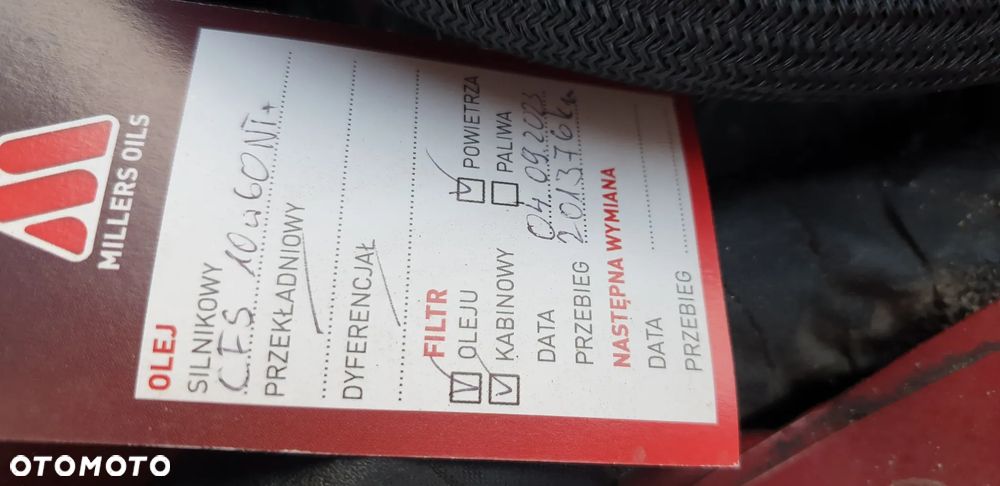 MILLERS OILS
OLEJ
SILNIKOWY
C.F.S. 10w60 NT+
PRZEKŁADNIOWY
DYFERENCJAŁ
FILTR
OLEJU POWIETRZA
KABINOWY PALIWA
DATA 04.09.2023
PRZEBIEG 201376 km
NASTĘPNA WYMIANA
DATA
PRZEBIEG
OTOMOTO